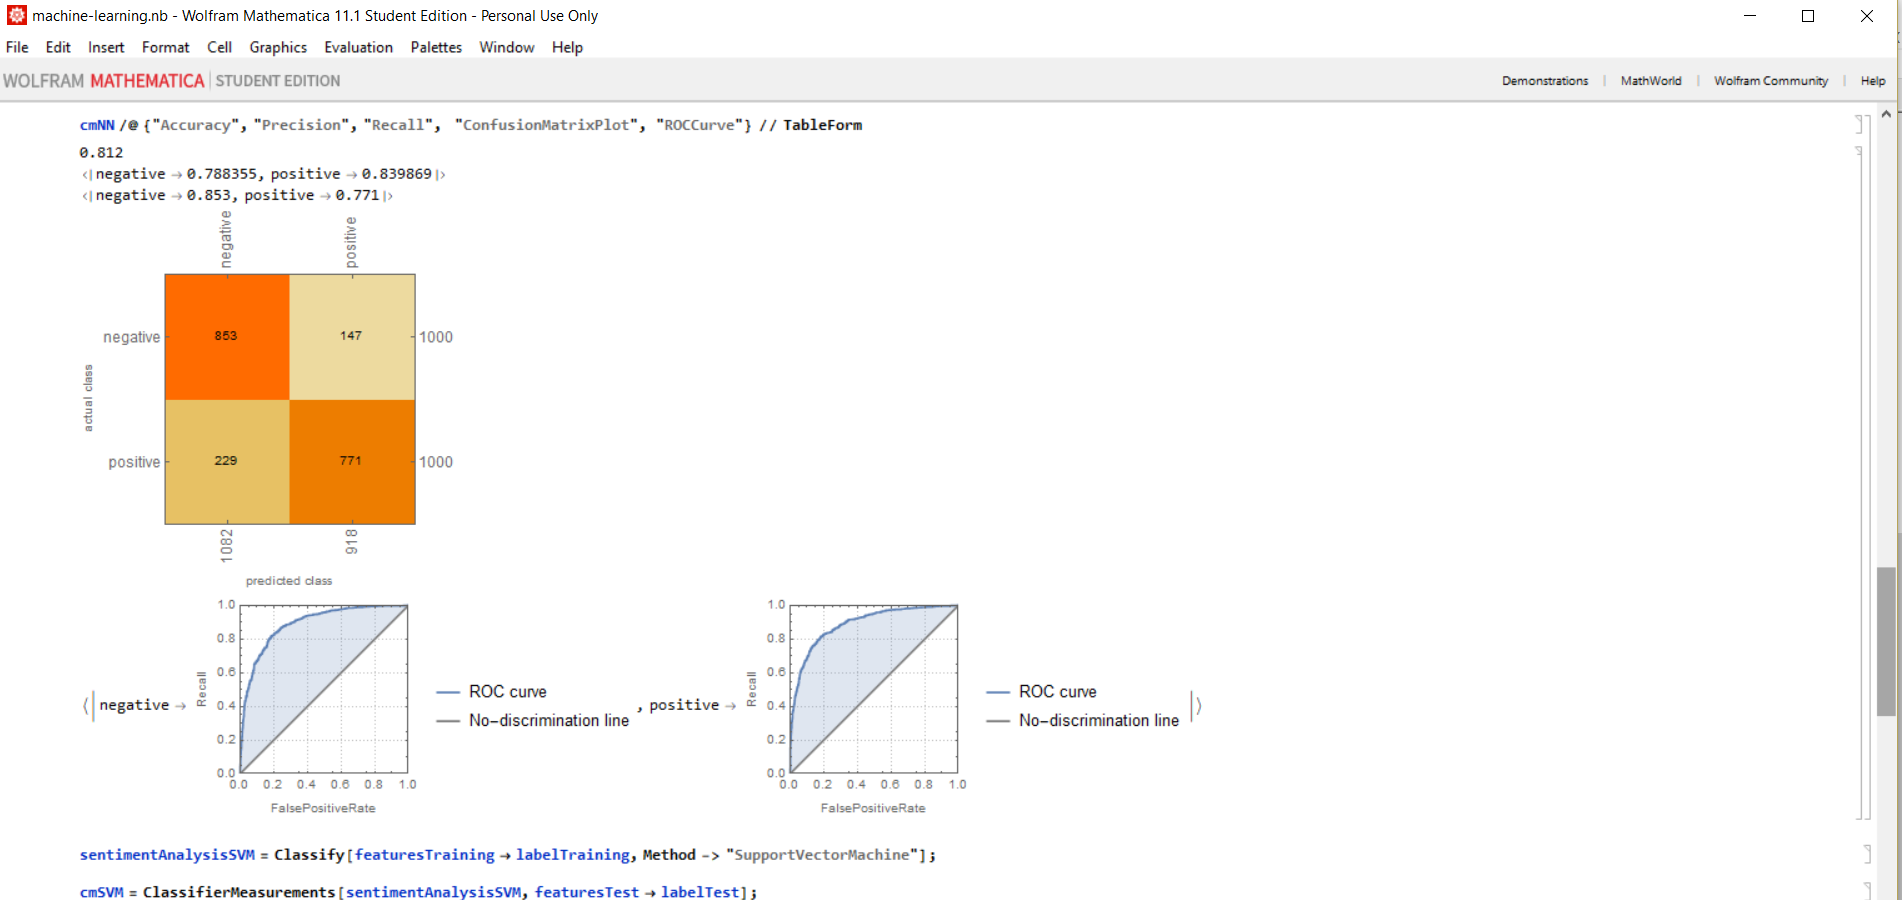 machine-learning.nb - Wolfram Mathematica 11.1 Student Edition - Personal Use Only
File Edit Insert Format Cell Graphics Evaluation Palettes Window Help
WOLFRAM MATHEMATICA | STUDENT EDITION Demonstrations | MathWorld | Wolfram Community | Help
cmNN /@ {"Accuracy", "Precision", "Recall", "ConfusionMatrixPlot", "ROCCurve"} // TableForm
0.812
<|negative → 0.788355, positive → 0.839869|>
<|negative → 0.853, positive → 0.771|>
negative positive
negative 853 147 1000
actual class
positive 229 771 1000
1082 918
predicted class
1.0 1.0
0.8 0.8
0.6 0.6
Recall Recall
ROC curve ROC curve
<|negative → 0.4 , positive → 0.4 |>
No-discrimination line No-discrimination line
0.2 0.2
0.0 0.0
0.0 0.2 0.4 0.6 0.8 1.0 0.0 0.2 0.4 0.6 0.8 1.0
FalsePositiveRate FalsePositiveRate
sentimentAnalysisSVM = Classify[featuresTraining → labelTraining, Method -> "SupportVectorMachine"];
cmSVM = ClassifierMeasurements[sentimentAnalysisSVM, featuresTest → labelTest];